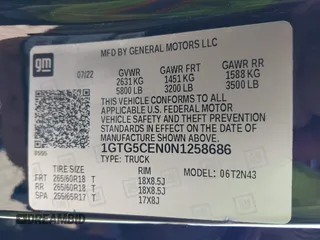 MFD BY GENERAL MOTORS LLC
gm
07/22
GVWR GAWR FRT GAWR RR
2631 KG 1451 KG 1588 KG
5800 LB 3200 LB 3500 LB
THIS VEHICLE CONFORMS TO ALL
APPLICABLE U.S. FEDERAL MOTOR
VEHICLE SAFETY AND THEFT PREVENTION
STANDARDS IN EFFECT ON THE DATE OF
MANUFACTURE SHOWN ABOVE.
1GTG5CEN0N1258686
TYPE: TRUCK
TIRE SIZE RIM MODEL: 06T2N43
FRT 265/60R18 T 18X8.5J
RR 265/60R18 T 18X8.5J
SPA 255/65R17 T 17X8J
DREAMBID